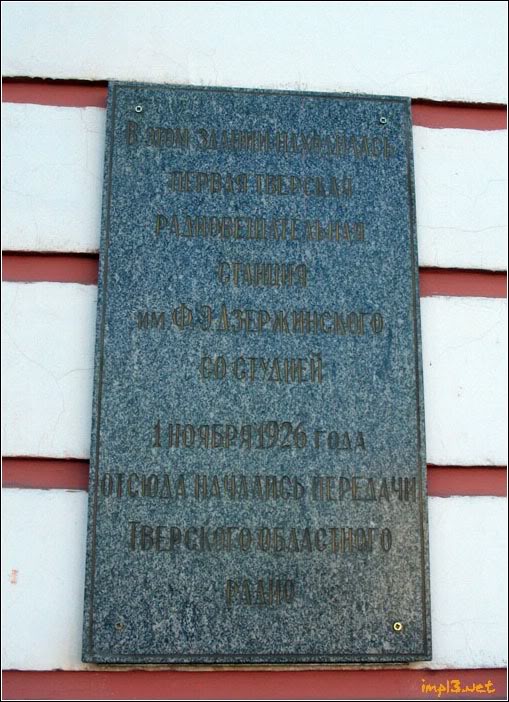 В ЭТОМ ЗДАНИИ НАХОДИЛАСЬ
ПЕРВАЯ ТВЕРСКАЯ
РАДИОВЕЩАТЕЛЬНАЯ
СТАНЦИЯ
ИМ Ф.Э.ДЗЕРЖИНСКОГО
СО СТУДИЕЙ
1 НОЯБРЯ 1926 ГОДА
ОТСЮДА НАЧАЛИСЬ ПЕРЕДАЧИ
ТВЕРСКОГО ОБЛАСТНОГО
РАДИО
impl3.net